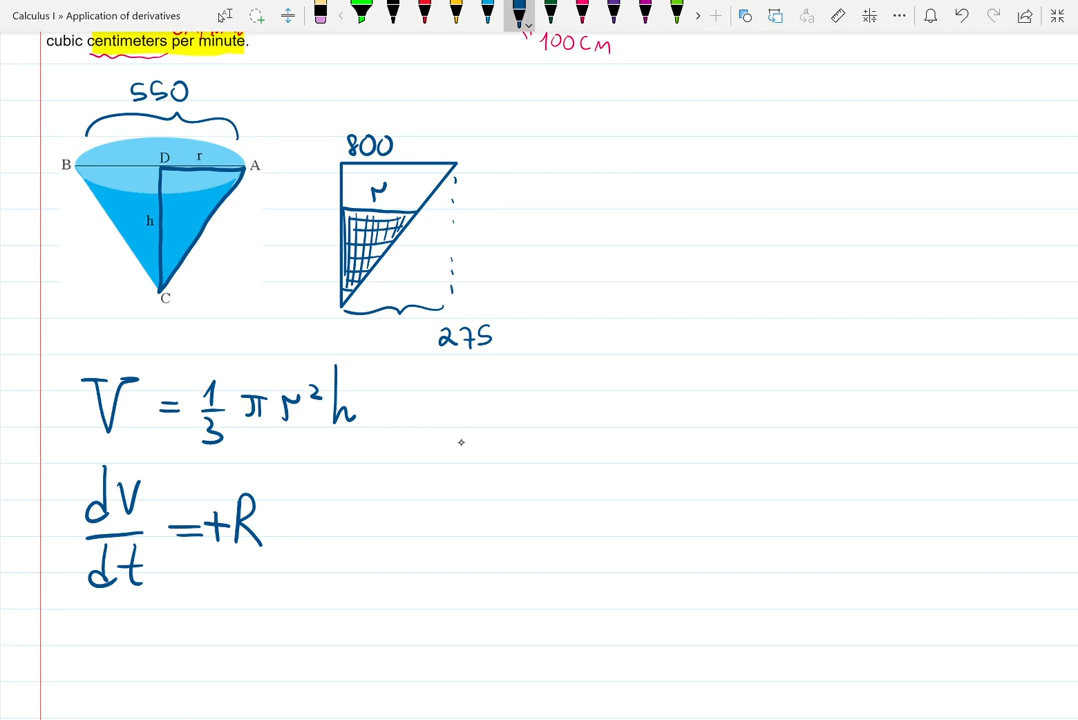 Calculus I » Application of derivatives
cubic centimeters per minute.
100 cm
550
800
B D r A
r
h
C
275
V = 1/3 π r² h
dV/dt = +R